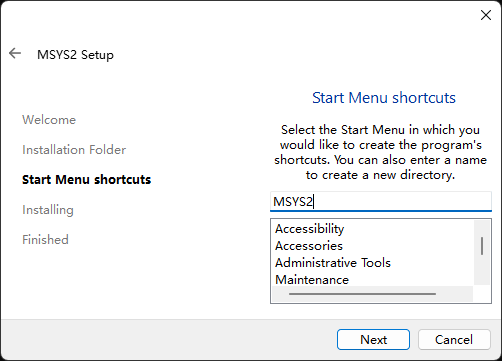 MSYS2 Setup
Welcome
Installation Folder
Start Menu shortcuts
Installing
Finished
Start Menu shortcuts
Select the Start Menu in which you
would like to create the program's
shortcuts. You can also enter a name
to create a new directory.
MSYS2
Accessibility
Accessories
Administrative Tools
Maintenance
Next
Cancel